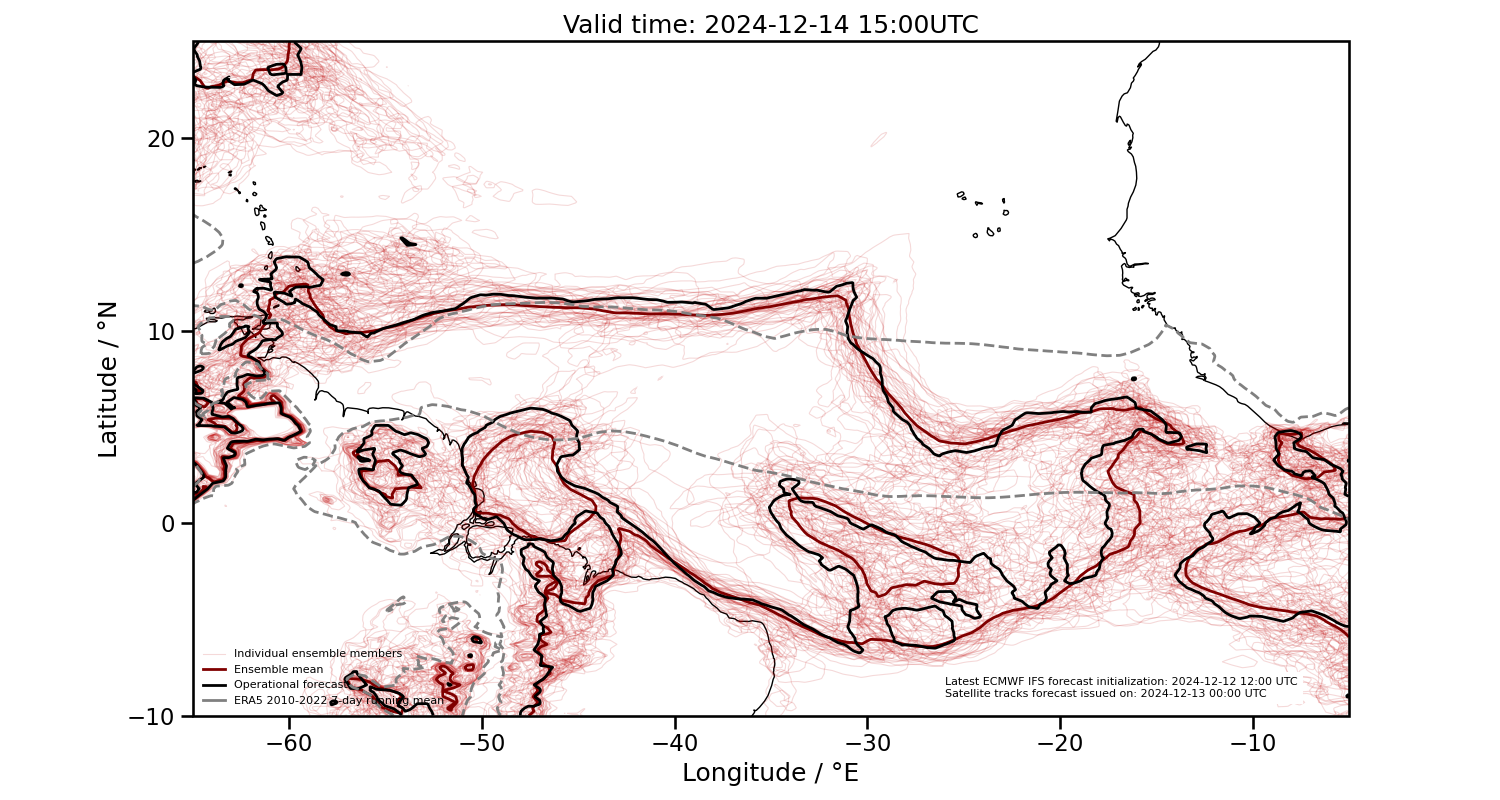 Valid time: 2024-12-14 15:00UTC
Latitude / °N
20
10
0
−10
Individual ensemble members
Ensemble mean
Operational forecast
ERA5 2010-2022 7-day running mean
Latest ECMWF IFS forecast initialization: 2024-12-12 12:00 UTC
Satellite tracks forecast issued on: 2024-12-13 00:00 UTC
−60
−50
−40
−30
−20
−10
Longitude / °E